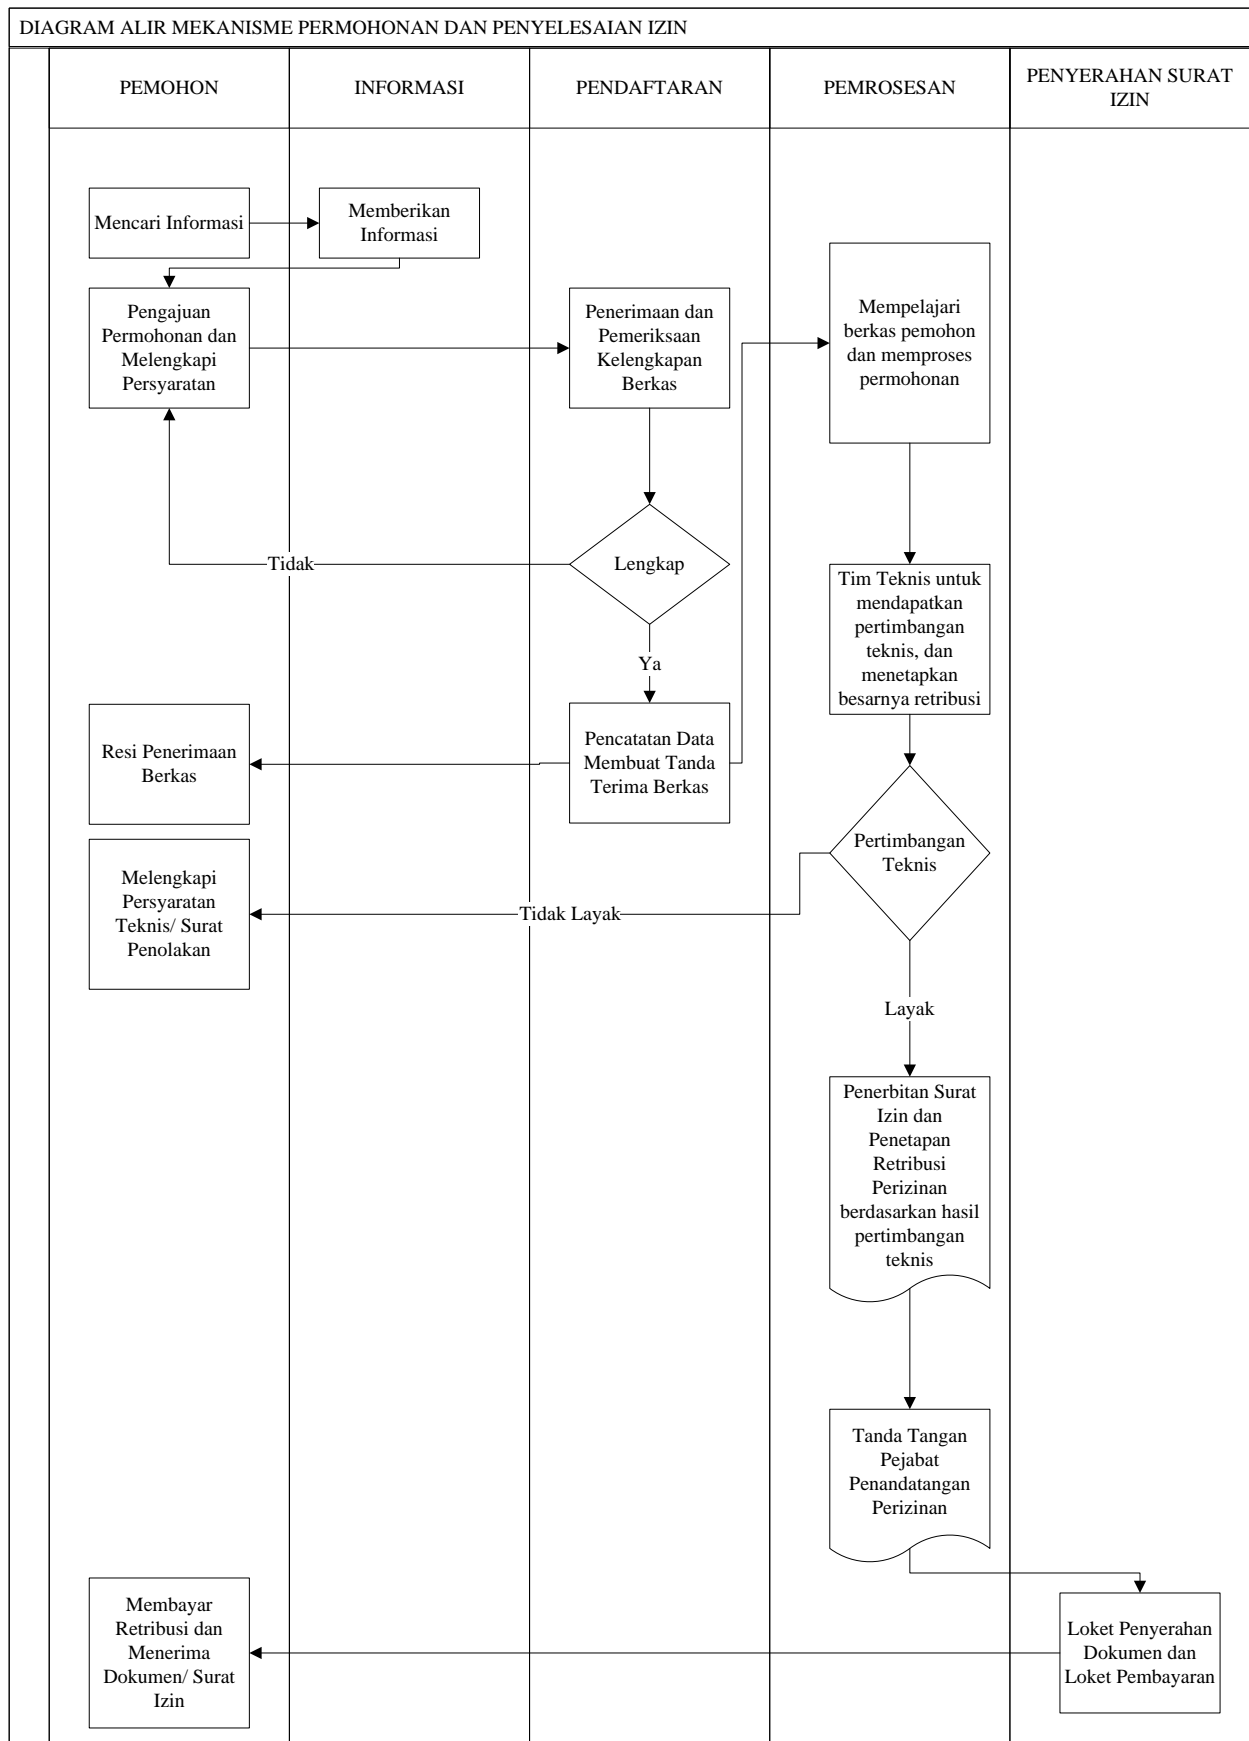 DIAGRAM ALIR MEKANISME PERMOHONAN DAN PENYELESAIAN IZIN
PEMOHON
INFORMASI
PENDAFTARAN
PEMROSESAN
PENYERAHAN SURAT
IZIN
Mencari Informasi
Memberikan
Informasi
Pengajuan
Permohonan dan
Melengkapi
Persyaratan
Penerimaan dan
Pemeriksaan
Kelengkapan
Berkas
Mempelajari
berkas pemohon
dan memproses
permohonan
Tidak
Lengkap
Ya
Tim Teknis untuk
mendapatkan
pertimbangan
teknis, dan
menetapkan
besarnya retribusi
Resi Penerimaan
Berkas
Pencatatan Data
Membuat Tanda
Terima Berkas
Pertimbangan
Teknis
Melengkapi
Persyaratan
Teknis/ Surat
Penolakan
Tidak Layak
Layak
Penerbitan Surat
Izin dan
Penetapan
Retribusi
Perizinan
berdasarkan hasil
pertimbangan
teknis
Tanda Tangan
Pejabat
Penandatangan
Perizinan
Membayar
Retribusi dan
Menerima
Dokumen/ Surat
Izin
Loket Penyerahan
Dokumen dan
Loket Pembayaran